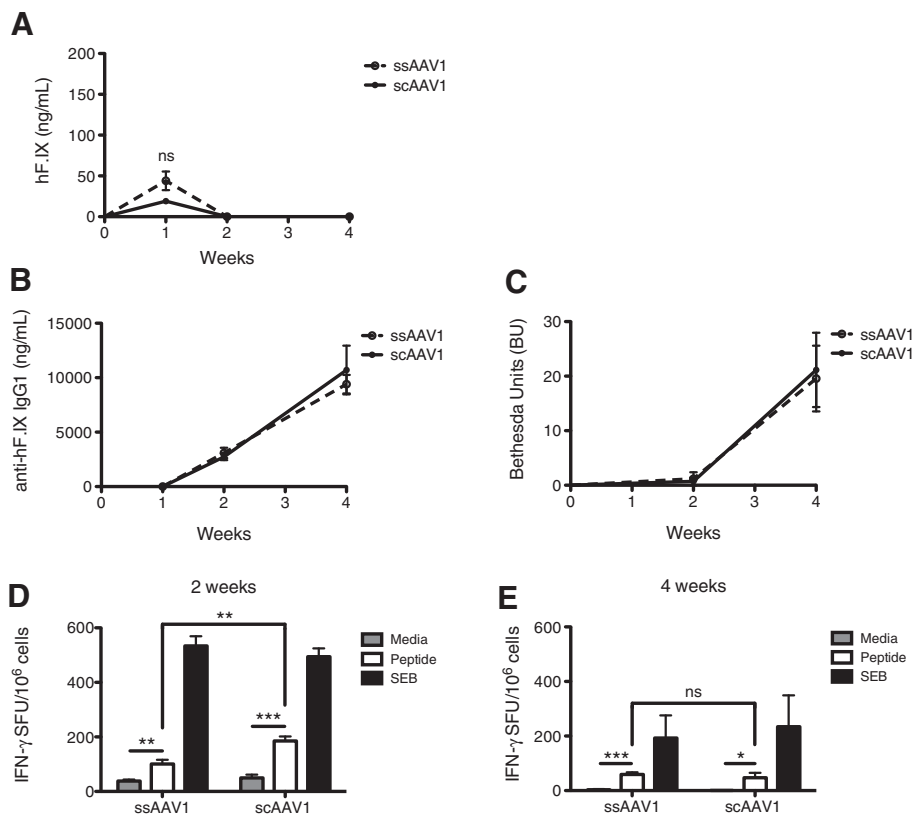 A
200
150
100
50
0
hF.IX (ng/mL)
ns
0 1 2 3 4
Weeks
ssAAV1
scAAV1
B
15000
10000
5000
0
anti-hF.IX IgG1 (ng/mL)
0 1 2 3 4
Weeks
ssAAV1
scAAV1
C
30
20
10
0
Bethesda Units (BU)
0 1 2 3 4
Weeks
ssAAV1
scAAV1
D
2 weeks
600
400
200
0
IFN-γ SFU/10⁶ cells
**
**
***
ssAAV1 scAAV1
Media
Peptide
SEB
E
4 weeks
600
400
200
0
IFN-γ SFU/10⁶ cells
ns
***
*
ssAAV1 scAAV1
Media
Peptide
SEB